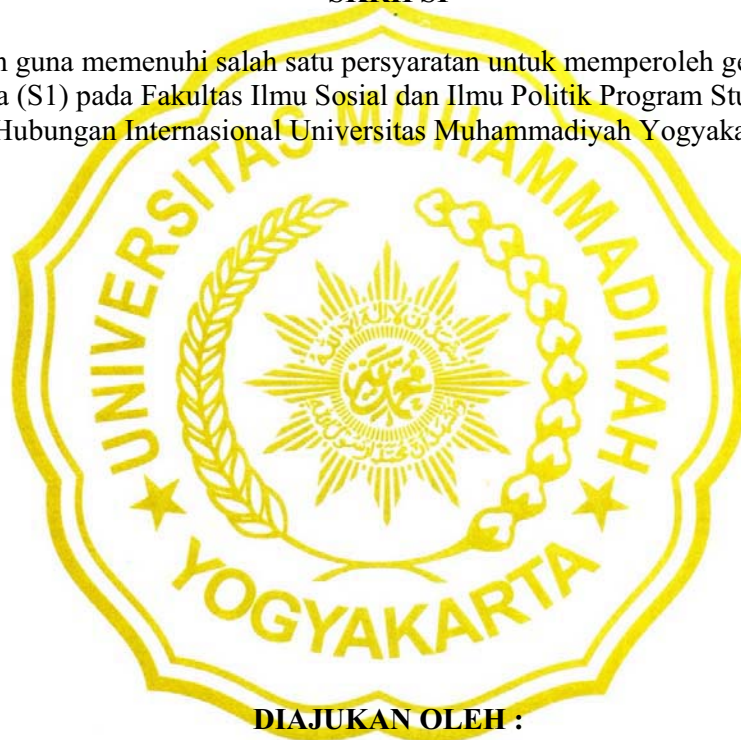 n guna memenuhi salah satu persyaratan untuk memperoleh ge
a (S1) pada Fakultas Ilmu Sosial dan Ilmu Politik Program Stu
Hubungan Internasional Universitas Muhammadiyah Yogyaka
UNIVERSITAS MUHAMMADIYAH
YOGYAKARTA
DIAJUKAN OLEH :